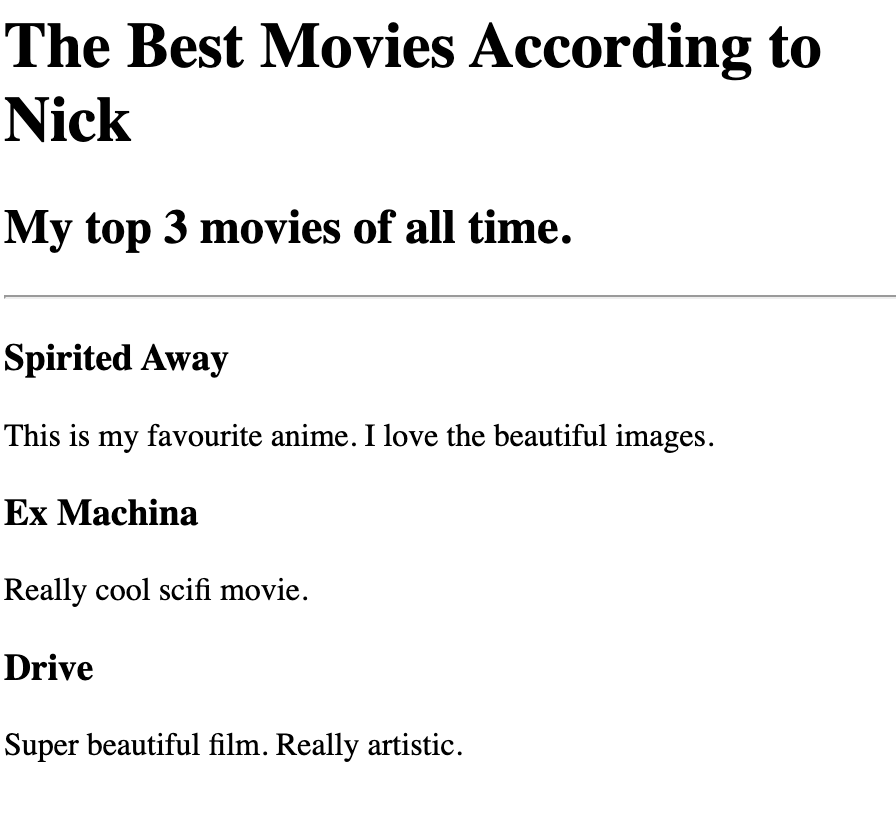 The Best Movies According to
Nick
My top 3 movies of all time.
Spirited Away
This is my favourite anime. I love the beautiful images.
Ex Machina
Really cool scifi movie.
Drive
Super beautiful film. Really artistic.